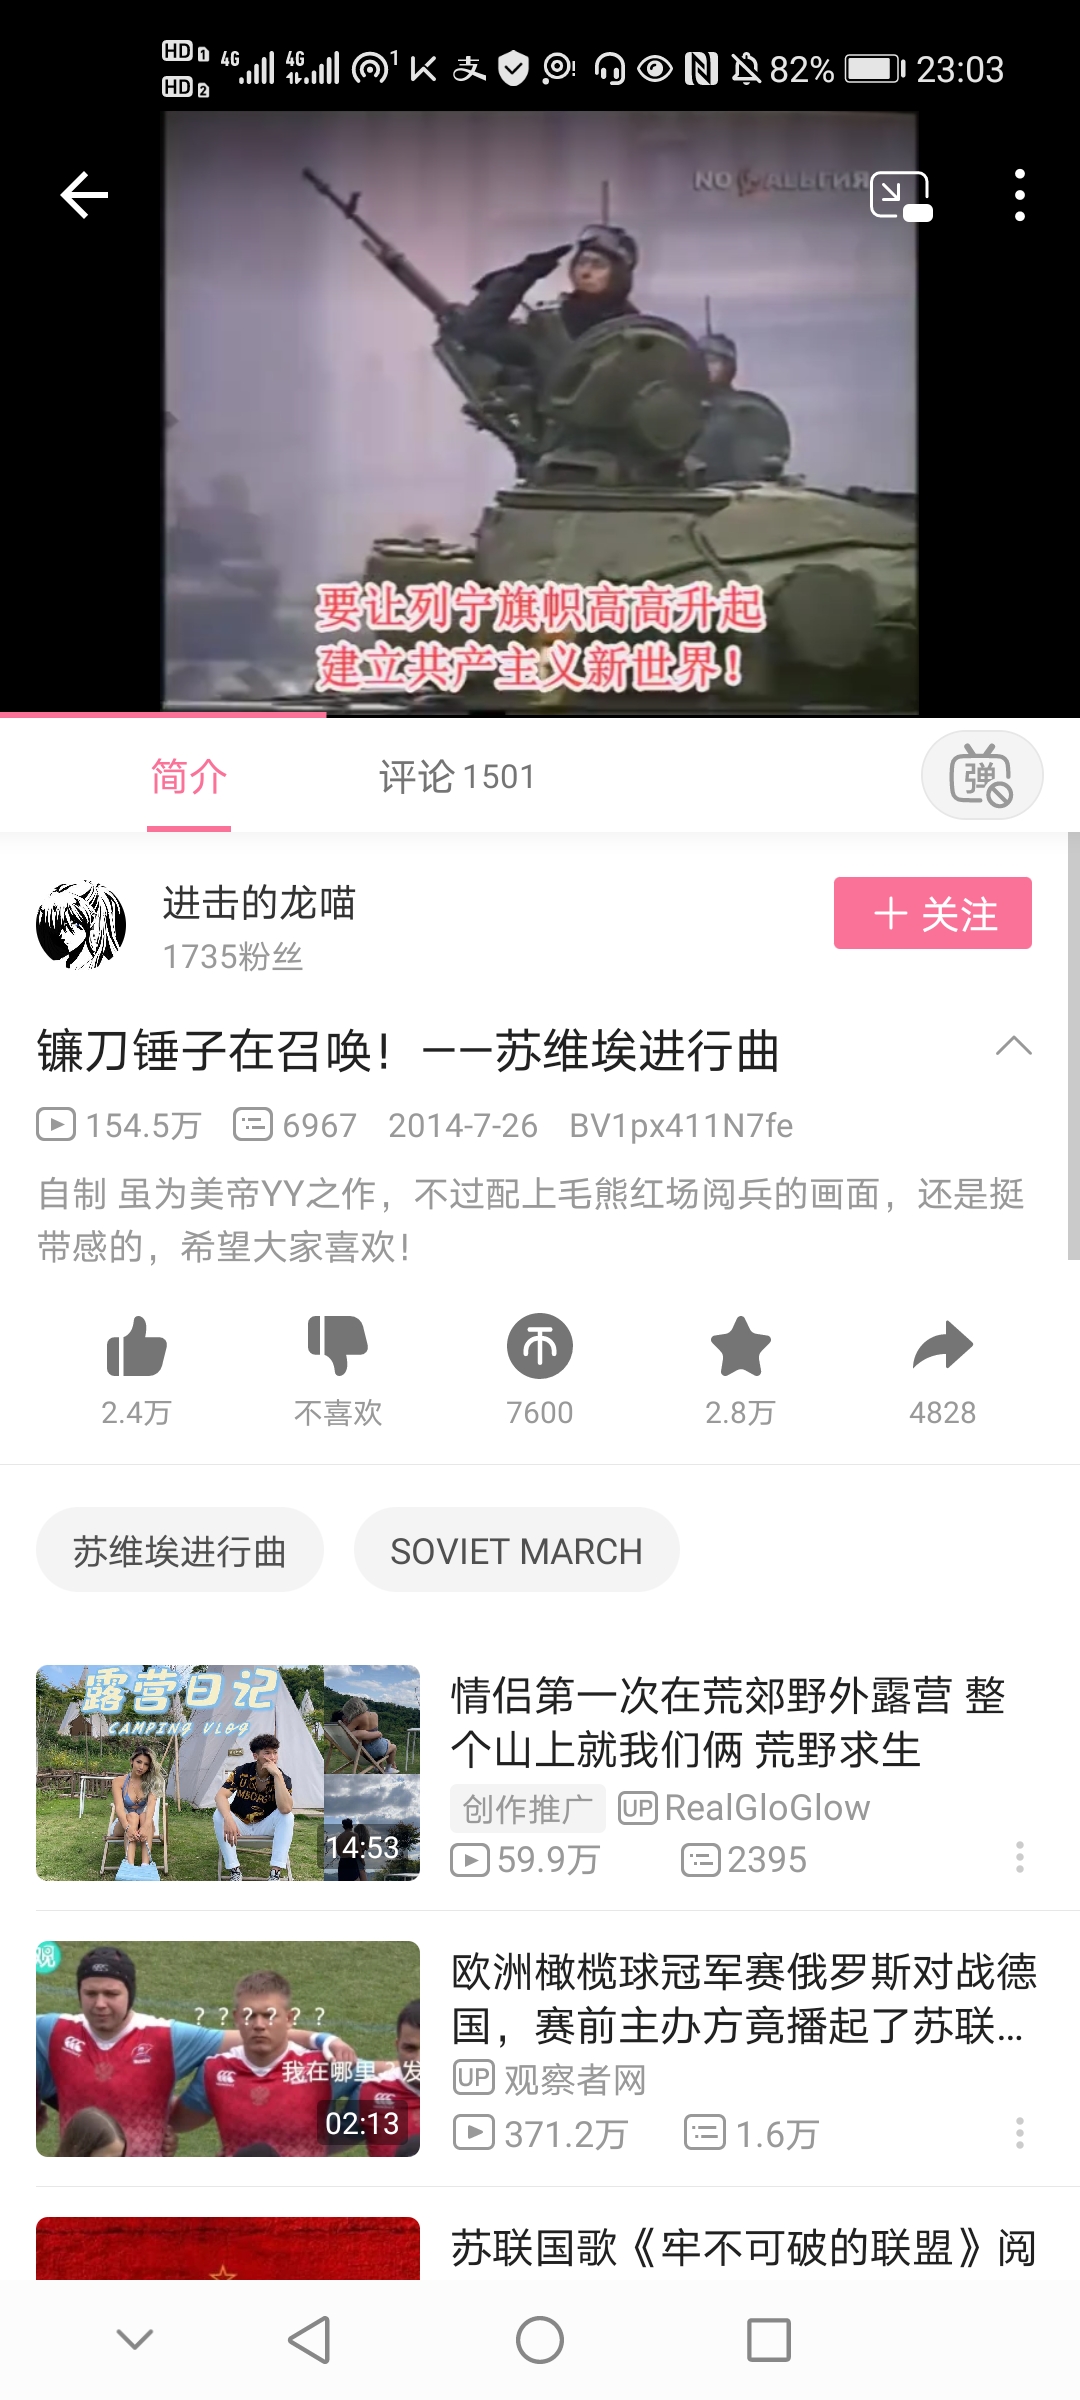 HD 1 4G 4G 1 82% 23:03
HD 2
NOСТАЛЬГИЯ
要让列宁旗帜高高升起
建立共产主义新世界！
简介 评论 1501 弹
进击的龙喵
1735粉丝
+ 关注
镰刀锤子在召唤！——苏维埃进行曲
154.5万 6967 2014-7-26 BV1px411N7fe
自制 虽为美帝YY之作，不过配上毛熊红场阅兵的画面，还是挺
带感的，希望大家喜欢！
2.4万 不喜欢 7600 2.8万 4828
苏维埃进行曲 SOVIET MARCH
露营日记
CAMPING VLOG
14:53
情侣第一次在荒郊野外露营 整
个山上就我们俩 荒野求生
创作推广 UP RealGloGlow
59.9万 2395
观
？？？？？？
我在哪里？发
02:13
欧洲橄榄球冠军赛俄罗斯对战德
国，赛前主办方竟播起了苏联...
UP 观察者网
371.2万 1.6万
苏联国歌《牢不可破的联盟》阅